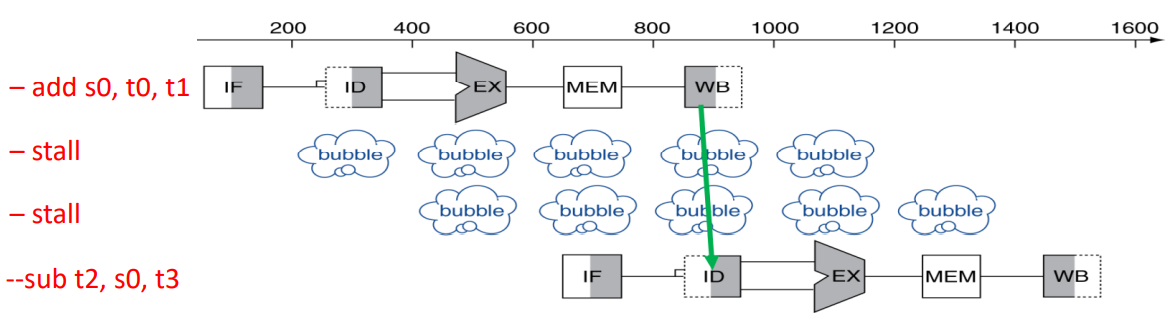 200 400 600 800 1000 1200 1400 1600
– add s0, t0, t1 IF ID EX MEM WB
– stall bubble bubble bubble bubble bubble
– stall bubble bubble bubble bubble bubble
--sub t2, s0, t3 IF ID EX MEM WB